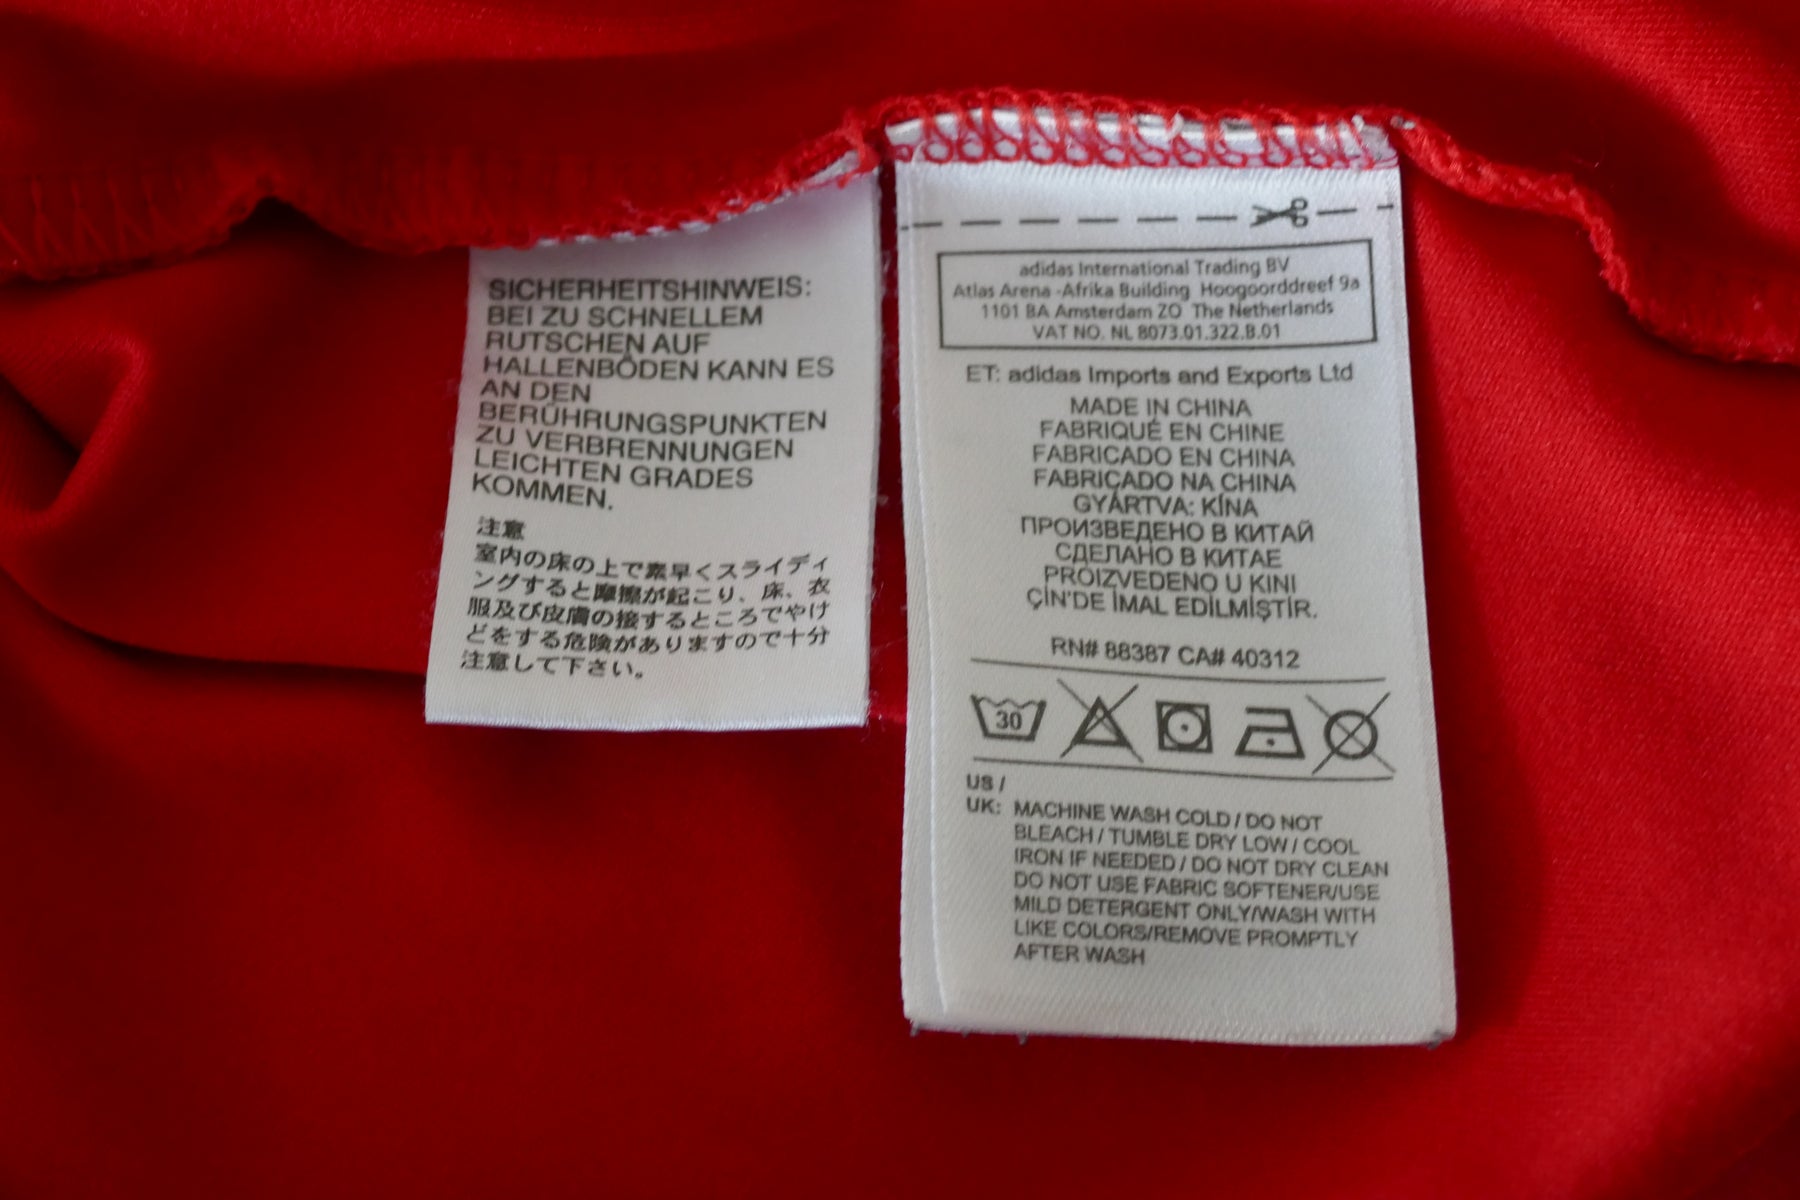 SICHERHEITSHINWEIS:
BEI ZU SCHNELLEM
RUTSCHEN AUF
HALLENBÖDEN KANN ES
AN DEN
BERÜHRUNGSPUNKTEN
ZU VERBRENNUNGEN
LEICHTEN GRADES
KOMMEN.
注意
室内の床の上で素早くスライディ
ングすると摩擦が起こり、床、衣
服及び皮膚の接するところでやけ
どをする危険がありますので十分
注意して下さい。
adidas International Trading BV
Atlas Arena -Afrika Building Hoogoorddreef 9a
1101 BA Amsterdam ZO The Netherlands
VAT NO. NL 8073.01.322.B.01
ET: adidas Imports and Exports Ltd
MADE IN CHINA
FABRIQUÉ EN CHINE
FABRICADO EN CHINA
FABRICADO NA CHINA
GYÁRTVA: KÍNA
ПРОИЗВЕДЕНО В КИТАЙ
СДЕЛАНО В КИТАЕ
PROIZVEDENO U KINI
ÇİN'DE İMAL EDİLMİŞTİR.
RN# 88387 CA# 40312
30
US /
UK: MACHINE WASH COLD / DO NOT
BLEACH / TUMBLE DRY LOW / COOL
IRON IF NEEDED / DO NOT DRY CLEAN
DO NOT USE FABRIC SOFTENER/USE
MILD DETERGENT ONLY/WASH WITH
LIKE COLORS/REMOVE PROMPTLY
AFTER WASH